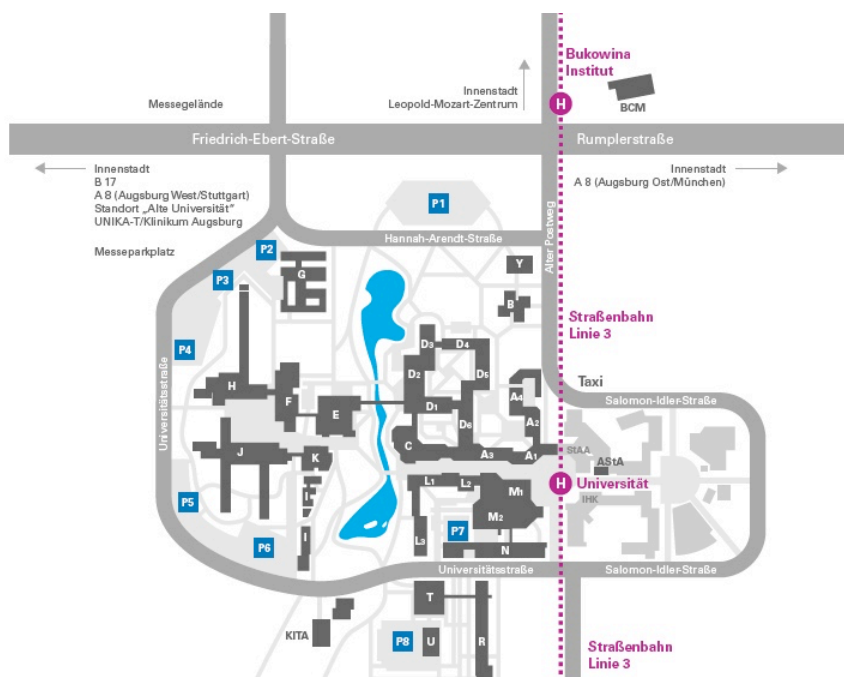 Bukowina
Institut
Innenstadt
Leopold-Mozart-Zentrum
Messegelände
H
BCM
Friedrich-Ebert-Straße
Rumplerstraße
Innenstadt
B 17
A 8 (Augsburg West/Stuttgart)
Standort „Alte Universität"
UNIKA-T/Klinikum Augsburg
Messeparkplatz
Innenstadt
A 8 (Augsburg Ost/München)
P1
Hannah-Arendt-Straße
Alter Postweg
P2
P3
G
Y
B
Straßenbahn
Linie 3
P4
D3
D4
D2
D5
H
F
E
D1
D6
A4
A2
Taxi
Salomon-Idler-Straße
Universitätsstraße
J
K
C
A3
A1
StAA
AStA
H
Universität
IHK
L1
L2
M1
M2
I
I
P5
P6
P7
L3
N
Universitätsstraße
Salomon-Idler-Straße
T
KITA
P8
U
R
Straßenbahn
Linie 3